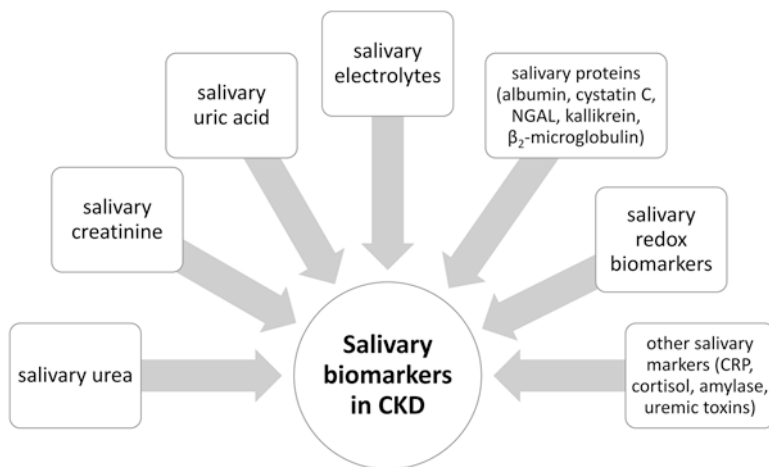 salivary urea
salivary
creatinine
salivary
uric acid
salivary
electrolytes
salivary proteins
(albumin, cystatin C,
NGAL, kallikrein,
β₂-microglobulin)
salivary
redox
biomarkers
other salivary
markers (CRP,
cortisol, amylase,
uremic toxins)
Salivary
biomarkers
in CKD